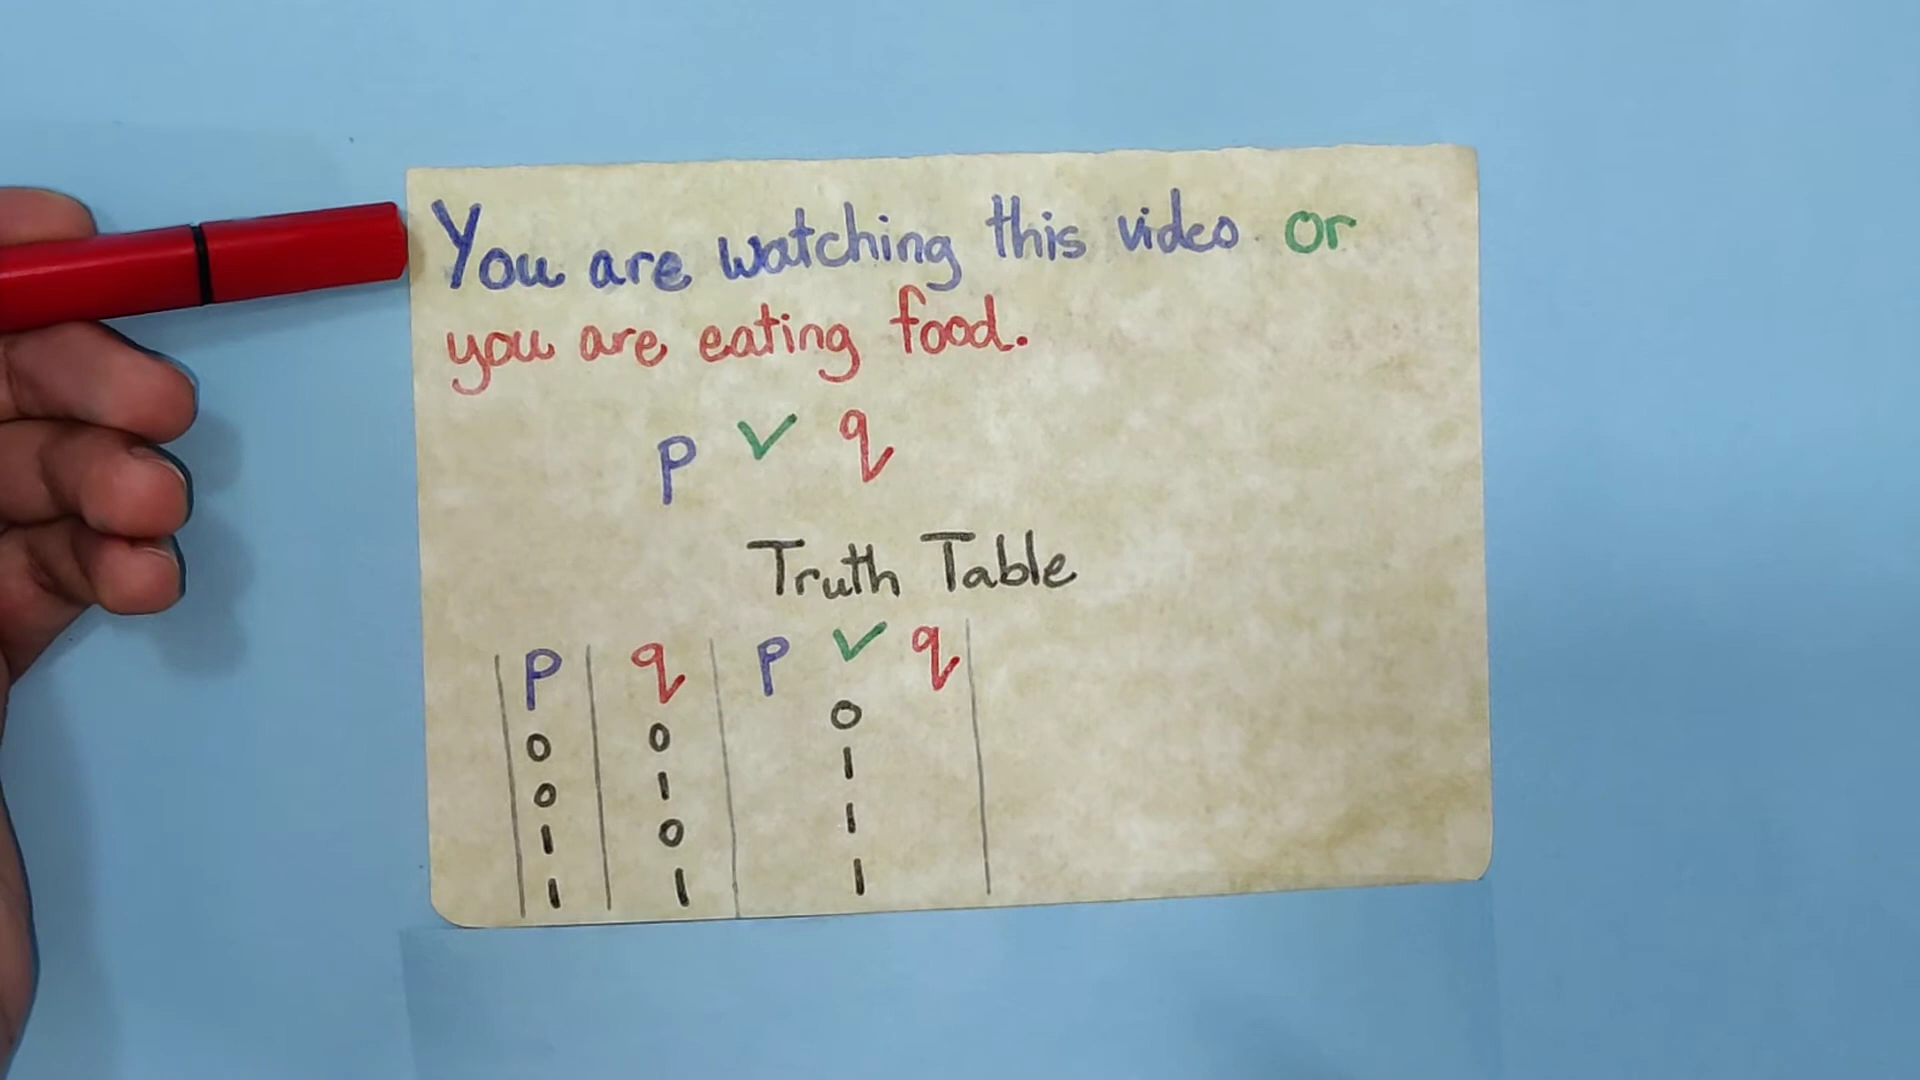 You are watching this video or
you are eating food.
p ∨ q
Truth Table
p q p ∨ q
0 0 0
0 1 1
1 0 1
1 1 1